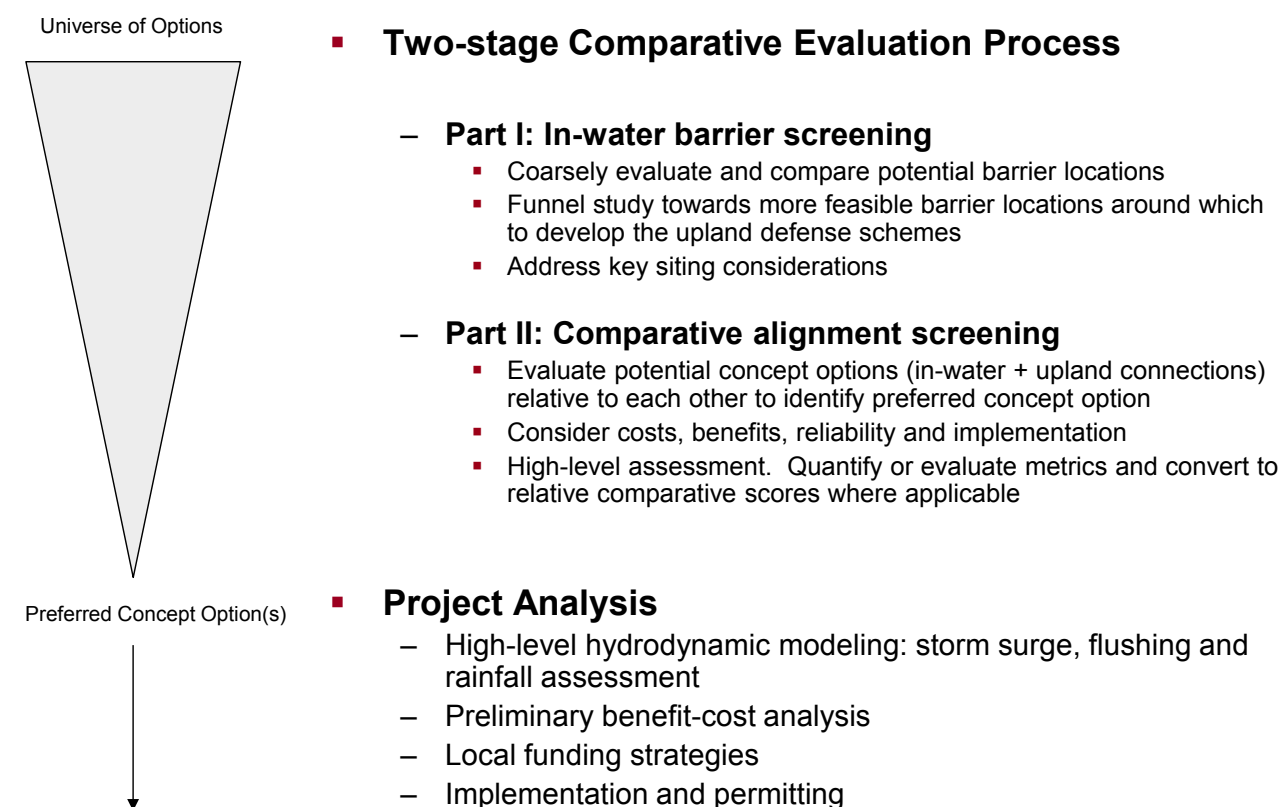 Universe of Options
▪ Two-stage Comparative Evaluation Process
– Part I: In-water barrier screening
▪ Coarsely evaluate and compare potential barrier locations
▪ Funnel study towards more feasible barrier locations around which
to develop the upland defense schemes
▪ Address key siting considerations
– Part II: Comparative alignment screening
▪ Evaluate potential concept options (in-water + upland connections)
relative to each other to identify preferred concept option
▪ Consider costs, benefits, reliability and implementation
▪ High-level assessment. Quantify or evaluate metrics and convert to
relative comparative scores where applicable
Preferred Concept Option(s)
▪ Project Analysis
– High-level hydrodynamic modeling: storm surge, flushing and
rainfall assessment
– Preliminary benefit-cost analysis
– Local funding strategies
– Implementation and permitting